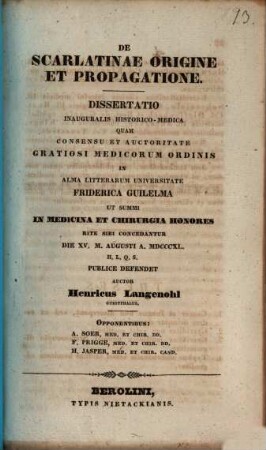 13.
DE
SCARLATINAE ORIGINE
ET PROPAGATIONE.
DISSERTATIO
INAUGURALIS HISTORICO-MEDICA
QUAM
CONSENSU ET AUCTORITATE
GRATIOSI MEDICORUM ORDINIS
IN
ALMA LITTERARUM UNIVERSITATE
FRIDERICA GUILELMA
UT SUMMI
IN MEDICINA ET CHIRURGIA HONORES
RITE SIBI CONCEDANTUR
DIE XV. M. AUGUSTI A. MDCCCXL.
H. L. Q. S.
PUBLICE DEFENDET
AUCTOR
Henricus Langenohl
GUESTPHALUS.
OPPONENTIBUS:
A. SOER, MED. ET CHIR. DD.
F. PRIGGE, MED. ET CHIR. DD.
H. JASPER, MED. ET CHIR. CAND.
BEROLINI,
TYPIS NIETACKIANIS.